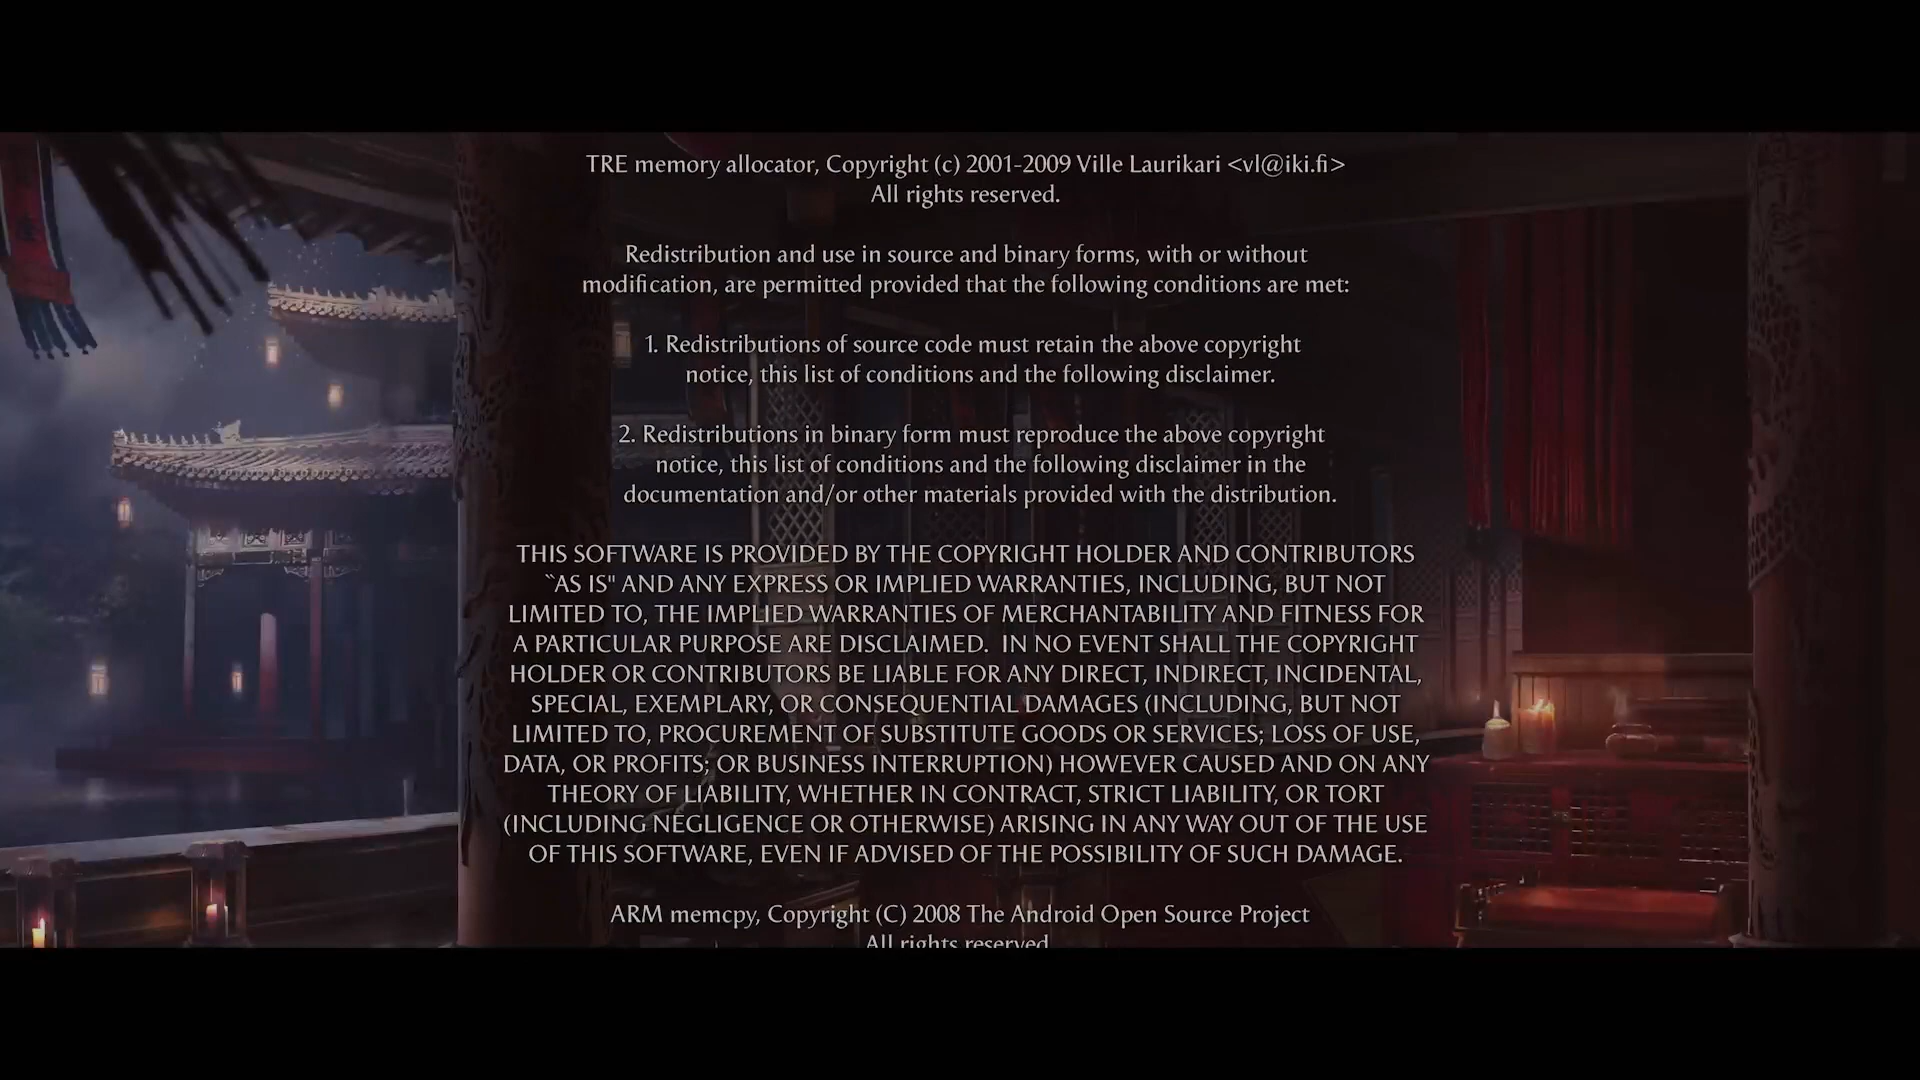 TRE memory allocator, Copyright (c) 2001-2009 Ville Laurikari <vl@iki.fi>
All rights reserved.
Redistribution and use in source and binary forms, with or without
modification, are permitted provided that the following conditions are met:
1. Redistributions of source code must retain the above copyright
notice, this list of conditions and the following disclaimer.
2. Redistributions in binary form must reproduce the above copyright
notice, this list of conditions and the following disclaimer in the
documentation and/or other materials provided with the distribution.
THIS SOFTWARE IS PROVIDED BY THE COPYRIGHT HOLDER AND CONTRIBUTORS
``AS IS" AND ANY EXPRESS OR IMPLIED WARRANTIES, INCLUDING, BUT NOT
LIMITED TO, THE IMPLIED WARRANTIES OF MERCHANTABILITY AND FITNESS FOR
A PARTICULAR PURPOSE ARE DISCLAIMED.  IN NO EVENT SHALL THE COPYRIGHT
HOLDER OR CONTRIBUTORS BE LIABLE FOR ANY DIRECT, INDIRECT, INCIDENTAL,
SPECIAL, EXEMPLARY, OR CONSEQUENTIAL DAMAGES (INCLUDING, BUT NOT
LIMITED TO, PROCUREMENT OF SUBSTITUTE GOODS OR SERVICES; LOSS OF USE,
DATA, OR PROFITS; OR BUSINESS INTERRUPTION) HOWEVER CAUSED AND ON ANY
THEORY OF LIABILITY, WHETHER IN CONTRACT, STRICT LIABILITY, OR TORT
(INCLUDING NEGLIGENCE OR OTHERWISE) ARISING IN ANY WAY OUT OF THE USE
OF THIS SOFTWARE, EVEN IF ADVISED OF THE POSSIBILITY OF SUCH DAMAGE.
ARM memcpy, Copyright (C) 2008 The Android Open Source Project
All rights reserved